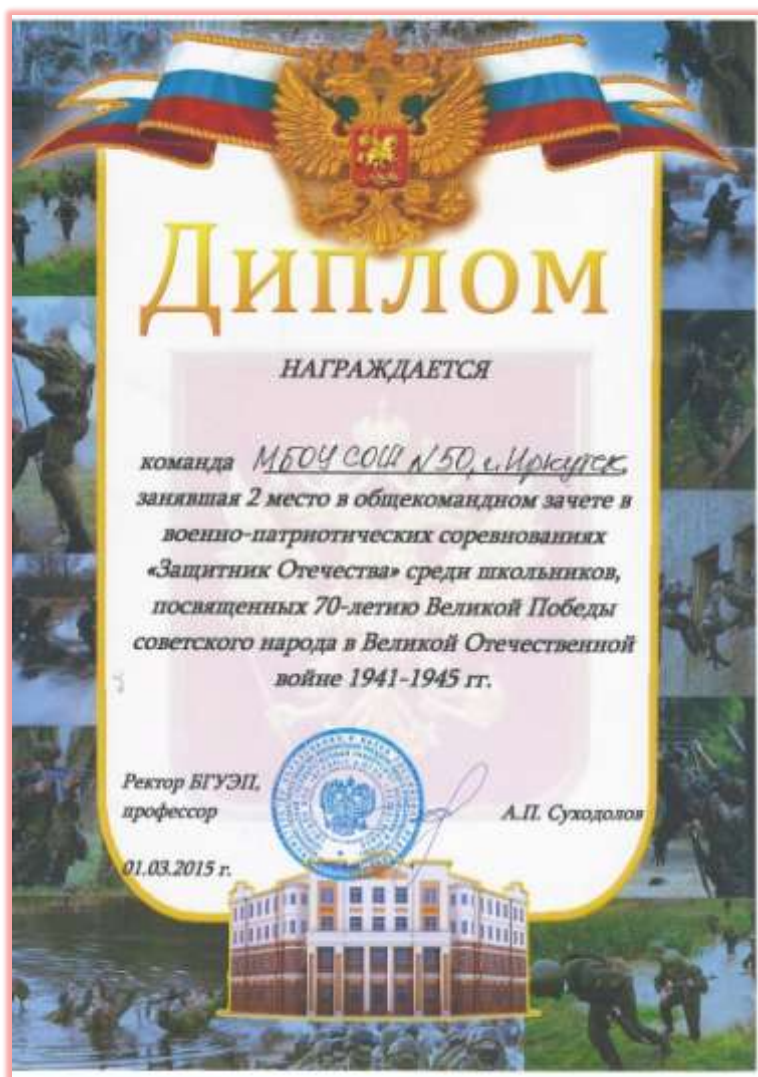 Диплом
НАГРАЖДАЕТСЯ
команда МБОУ СОШ №50, г. Иркутск,
занявшая 2 место в общекомандном зачете в
военно-патриотических соревнованиях
«Защитник Отечества» среди школьников,
посвященных 70-летию Великой Победы
советского народа в Великой Отечественной
войне 1941-1945 гг.
Ректор БГУЭП,
профессор
А.П. Суходолов
01.03.2015 г.